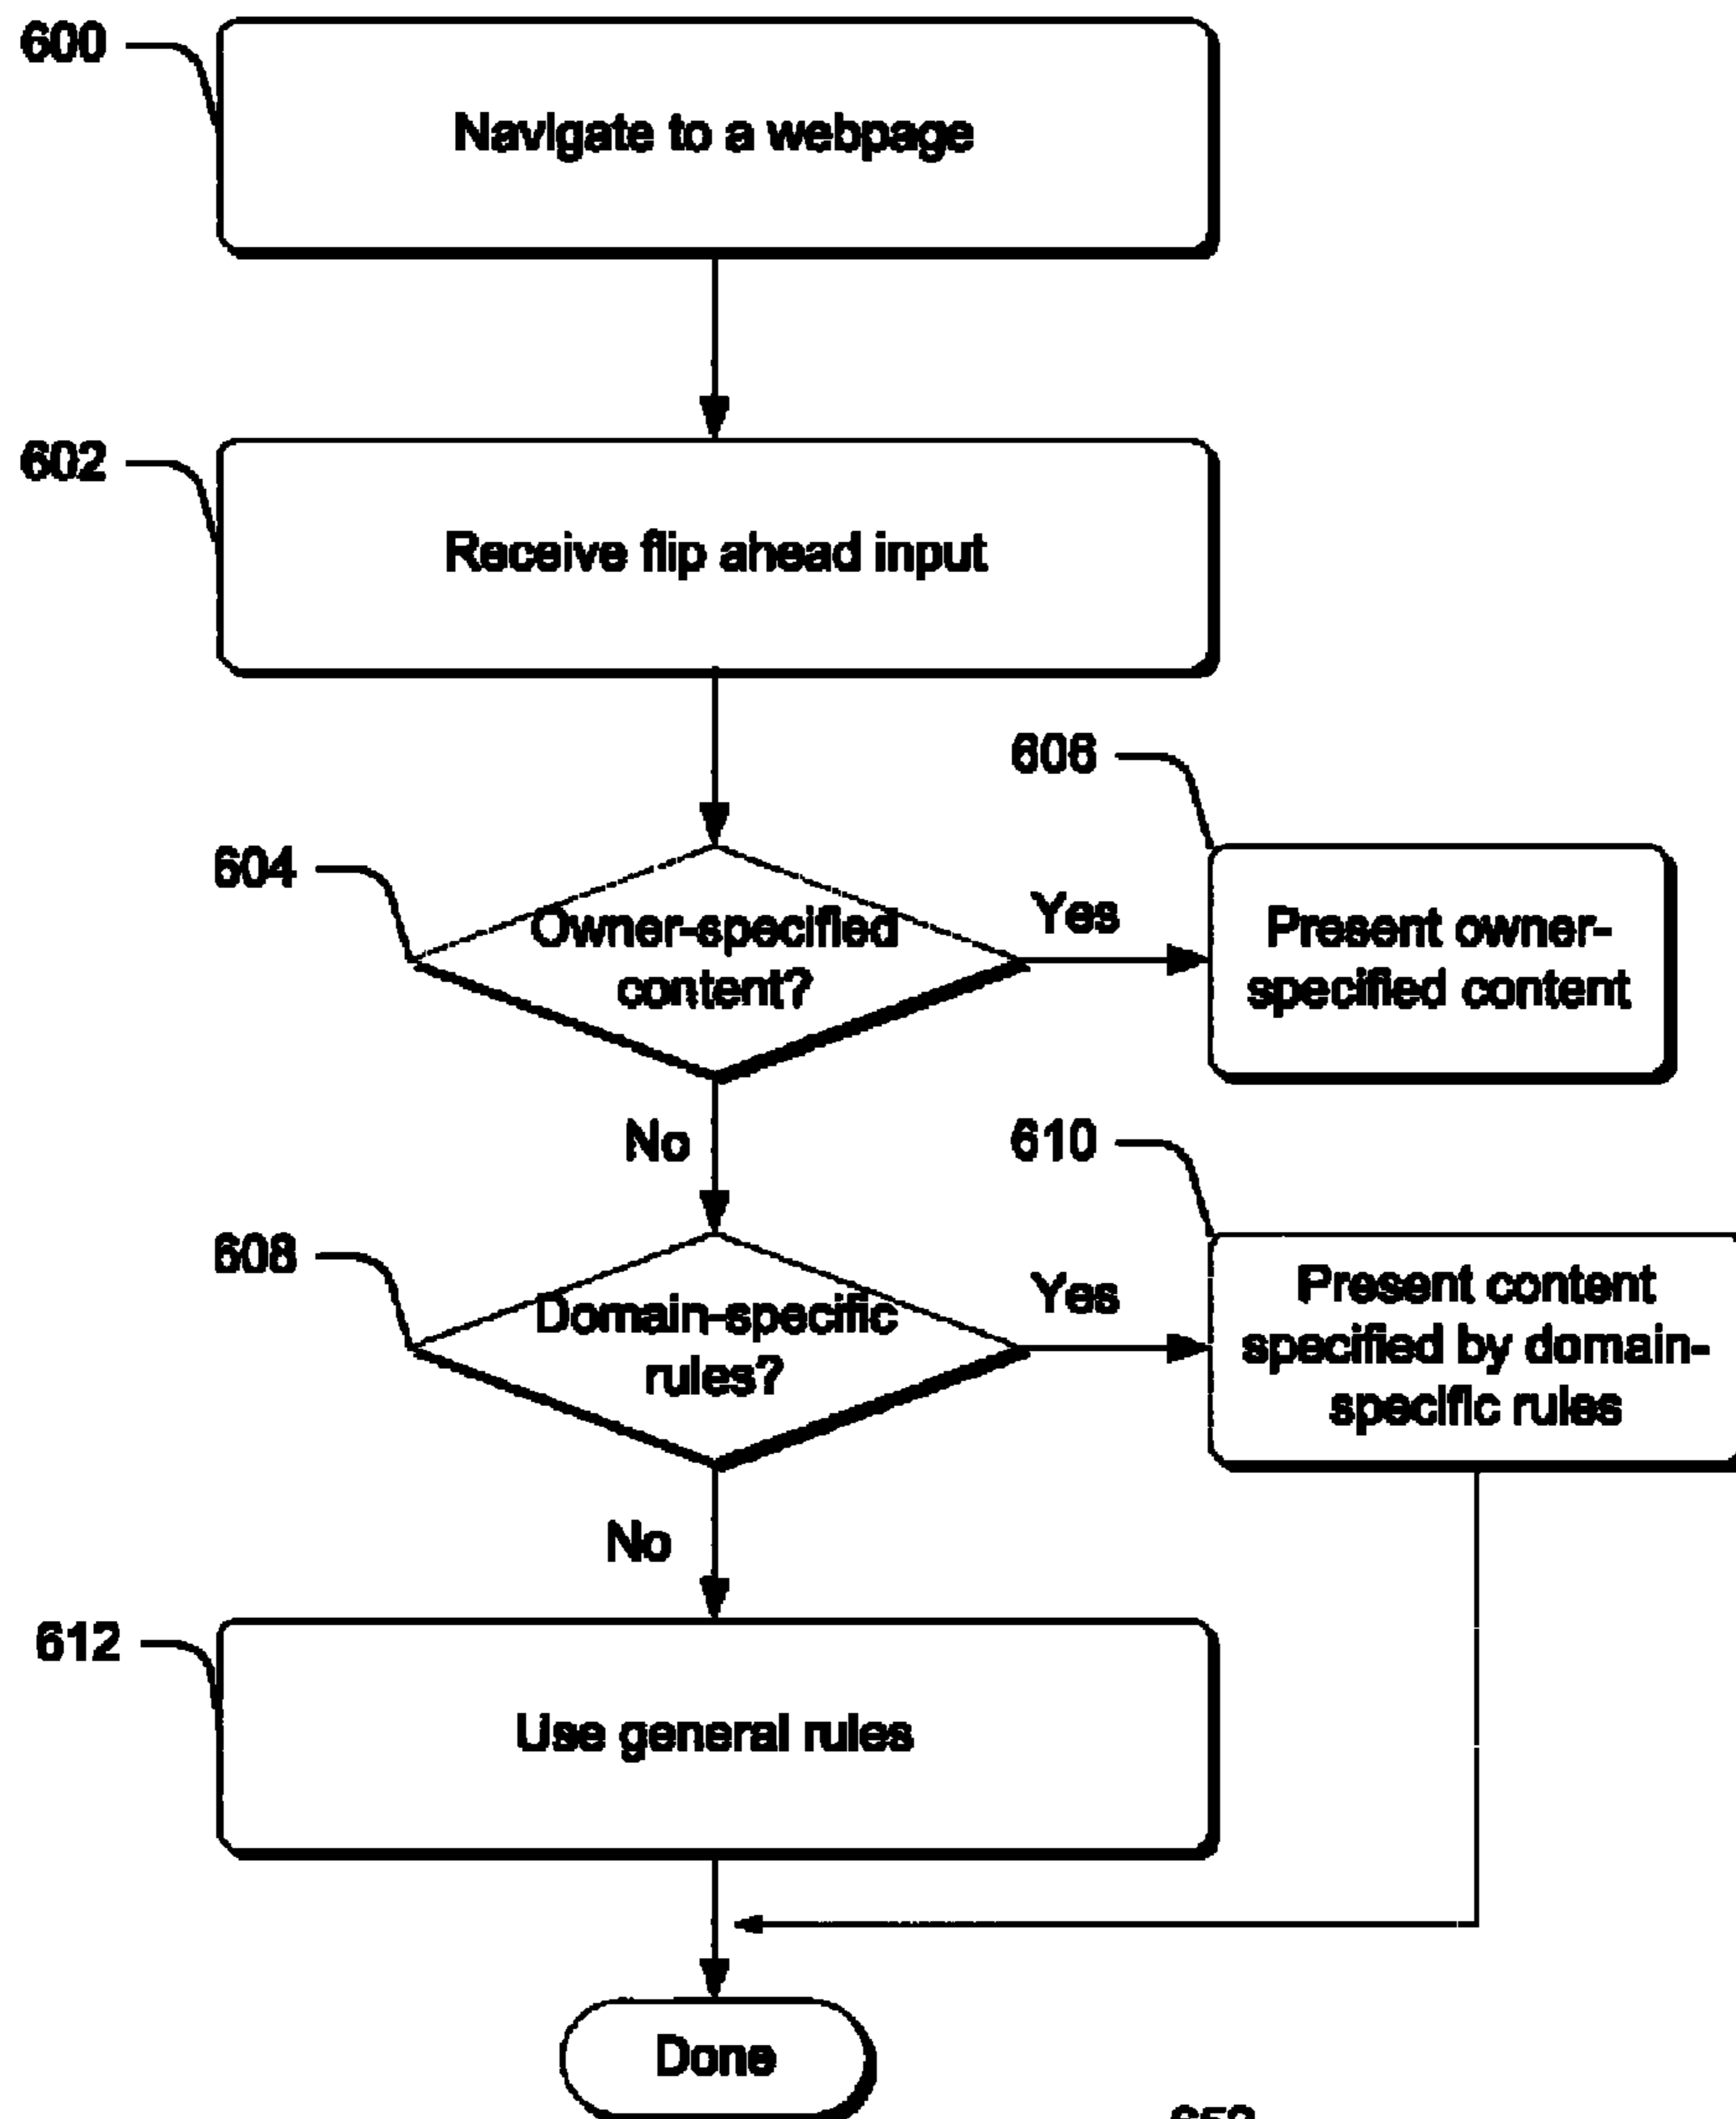 600
Navigate to a webpage
602
Receive flip ahead input
604
Owner-specified
content?
Yes
606
Present owner-
specified content
No
608
Domain-specific
rules?
Yes
610
Present content
specified by domain-
specific rules
No
612
Use general rules
Done